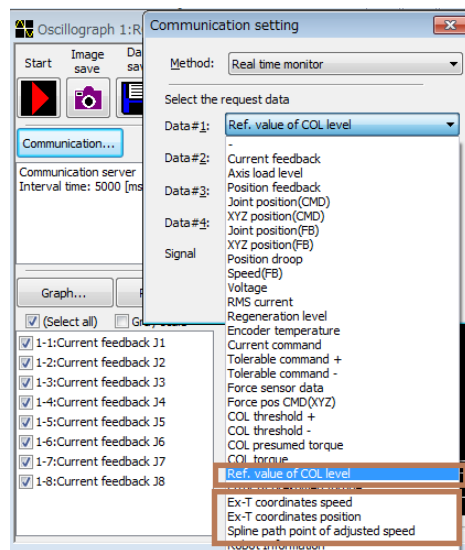 Oscillograph 1:R
Communication setting
Start
Image
save
Da
sav
Method:
Real time monitor
Select the request data
Data#1:
Ref. value of COL level
Communication...
Communication server
Interval time: 5000 [ms
Data#2:
Data#3:
Data#4:
Signal
-
Current feedback
Axis load level
Position feedback
Joint position(CMD)
XYZ position(CMD)
Joint position(FB)
XYZ position(FB)
Position droop
Speed(FB)
Voltage
RMS current
Regeneration level
Encoder temperature
Current command
Tolerable command +
Tolerable command -
Force sensor data
Force pos CMD(XYZ)
COL threshold +
COL threshold -
COL presumed torque
COL torque
Ref. value of COL level
Ex-T coordinates speed
Ex-T coordinates position
Spline path point of adjusted speed
Robot information
Graph...
(Select all)
1-1:Current feedback J1
1-2:Current feedback J2
1-3:Current feedback J3
1-4:Current feedback J4
1-5:Current feedback J5
1-6:Current feedback J6
1-7:Current feedback J7
1-8:Current feedback J8